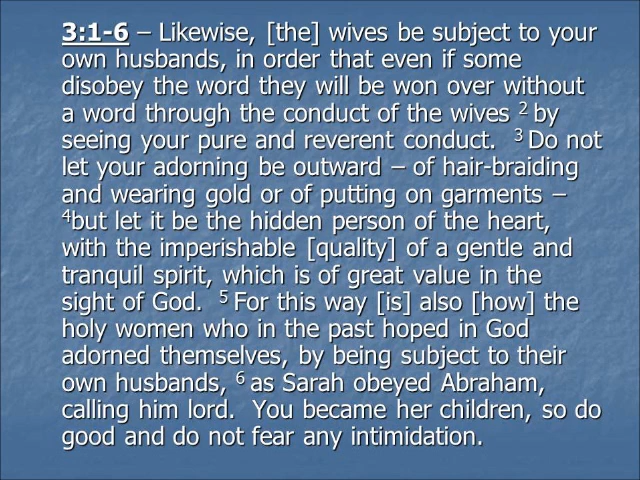 3:1-6 – Likewise, [the] wives be subject to your
own husbands, in order that even if some
disobey the word they will be won over without
a word through the conduct of the wives 2 by
seeing your pure and reverent conduct. 3 Do not
let your adorning be outward – of hair-braiding
and wearing gold or of putting on garments –
4but let it be the hidden person of the heart,
with the imperishable [quality] of a gentle and
tranquil spirit, which is of great value in the
sight of God. 5 For this way [is] also [how] the
holy women who in the past hoped in God
adorned themselves, by being subject to their
own husbands, 6 as Sarah obeyed Abraham,
calling him lord. You became her children, so do
good and do not fear any intimidation.